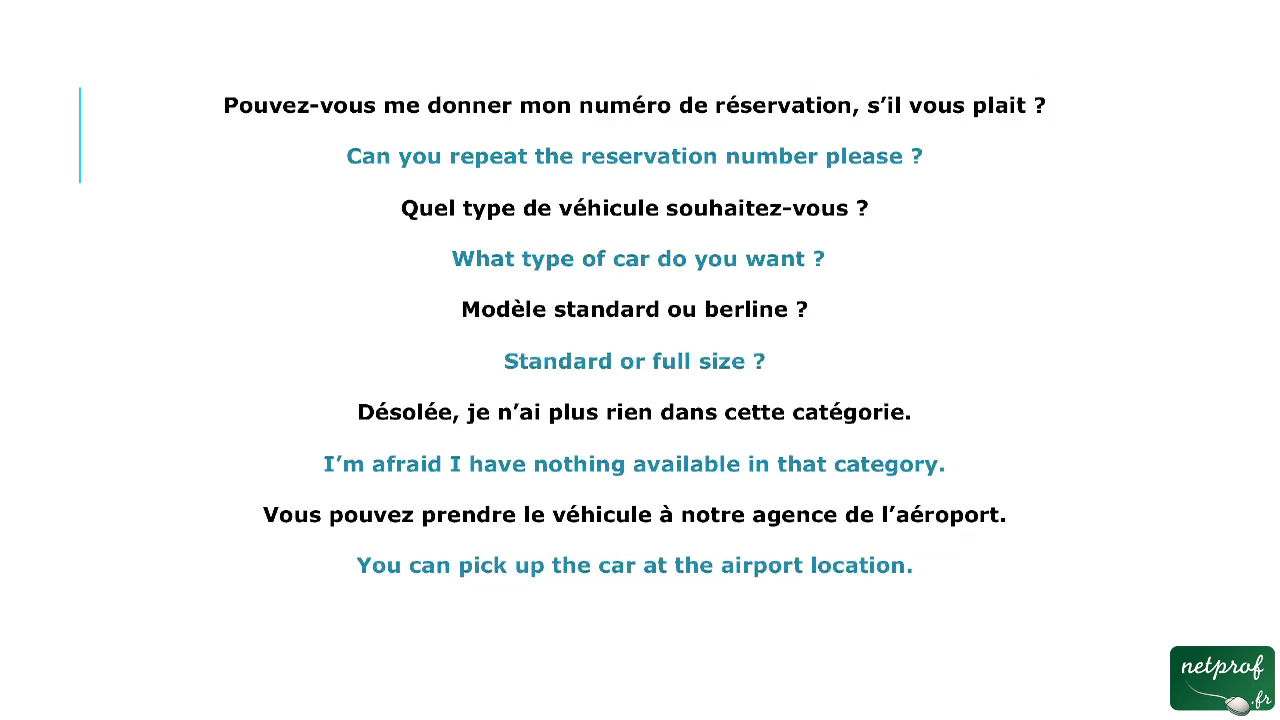 Pouvez-vous me donner mon numéro de réservation, s’il vous plait ?
Can you repeat the reservation number please ?
Quel type de véhicule souhaitez-vous ?
What type of car do you want ?
Modèle standard ou berline ?
Standard or full size ?
Désolée, je n’ai plus rien dans cette catégorie.
I’m afraid I have nothing available in that category.
Vous pouvez prendre le véhicule à notre agence de l’aéroport.
You can pick up the car at the airport location.
netprof
.fr